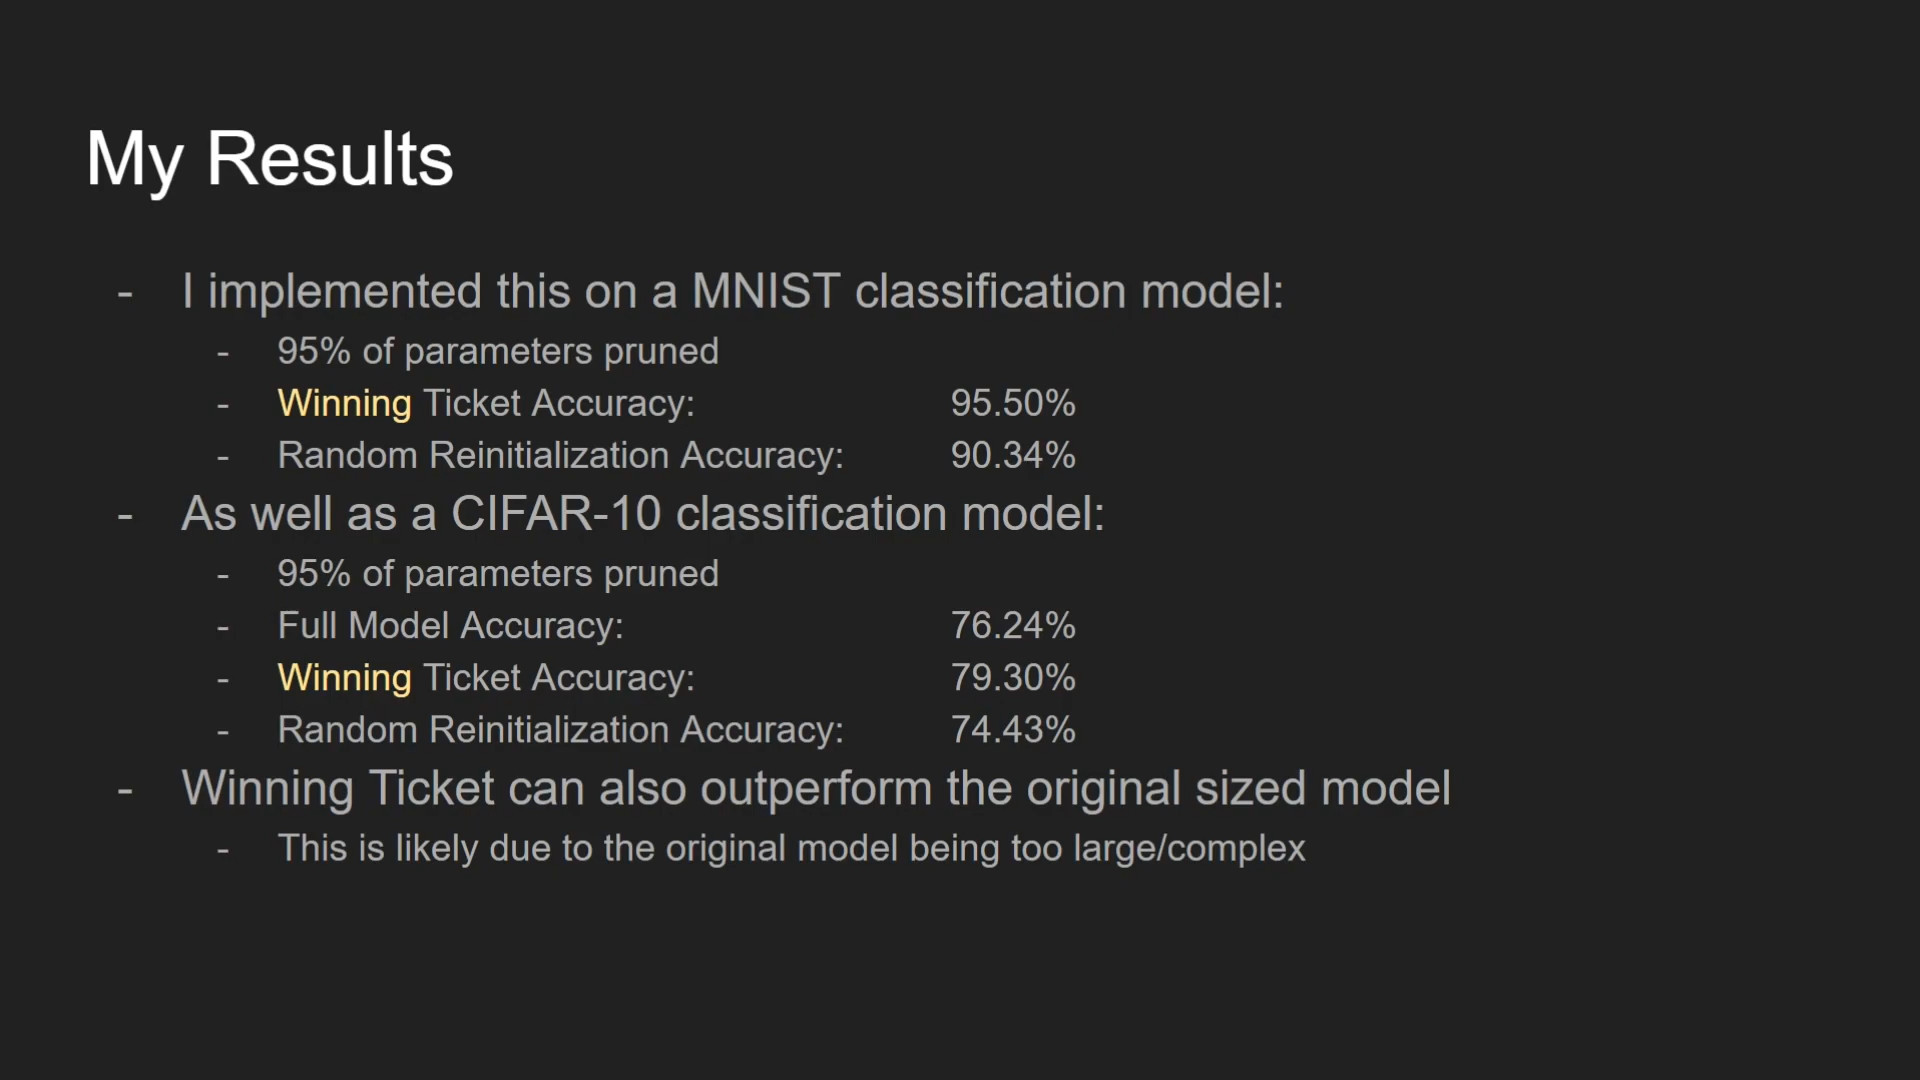 My Results
- I implemented this on a MNIST classification model:
- 95% of parameters pruned
- Winning Ticket Accuracy: 95.50%
- Random Reinitialization Accuracy: 90.34%
- As well as a CIFAR-10 classification model:
- 95% of parameters pruned
- Full Model Accuracy: 76.24%
- Winning Ticket Accuracy: 79.30%
- Random Reinitialization Accuracy: 74.43%
- Winning Ticket can also outperform the original sized model
- This is likely due to the original model being too large/complex